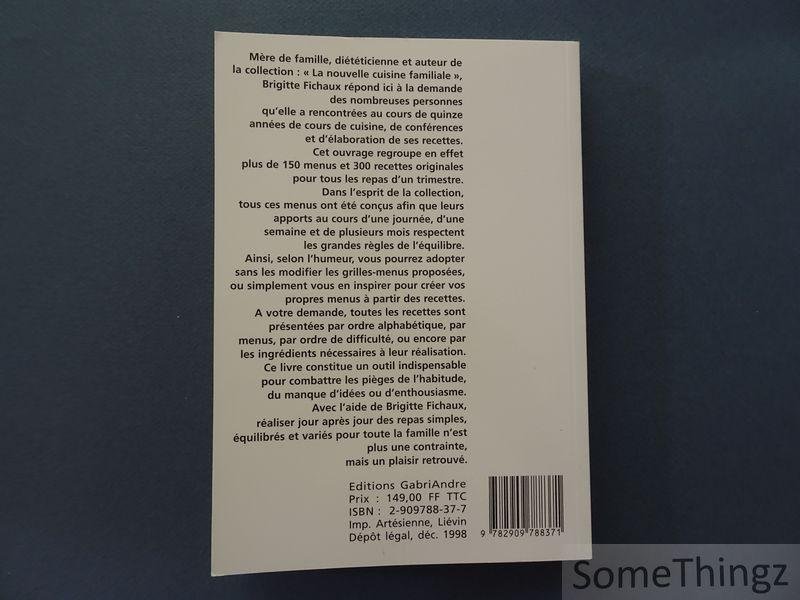 Mère de famille, diététicienne et auteur de
la collection : « La nouvelle cuisine familiale »,
Brigitte Fichaux répond ici à la demande
des nombreuses personnes
qu'elle a rencontrées au cours de quinze
années de cours de cuisine, de conférences
et d'élaboration de ses recettes.
Cet ouvrage regroupe en effet
plus de 150 menus et 300 recettes originales
pour tous les repas d'un trimestre.
Dans l'esprit de la collection,
tous ces menus ont été conçus afin que leurs
apports au cours d'une journée, d'une
semaine et de plusieurs mois respectent
les grandes règles de l'équilibre.
Ainsi, selon l'humeur, vous pourrez adopter
sans les modifier les grilles-menus proposées,
ou simplement vous en inspirer pour créer vos
propres menus à partir des recettes.
A votre demande, toutes les recettes sont
présentées par ordre alphabétique, par
menus, par ordre de difficulté, ou encore par
les ingrédients nécessaires à leur réalisation.
Ce livre constitue un outil indispensable
pour combattre les pièges de l'habitude,
du manque d'idées ou d'enthousiasme.
Avec l'aide de Brigitte Fichaux,
réaliser jour après jour des repas simples,
équilibrés et variés pour toute la famille n'est
plus une contrainte,
mais un plaisir retrouvé.
Editions GabriAndre
Prix : 149,00 FF TTC
ISBN : 2-909788-37-7
Imp. Artésienne, Liévin
Dépôt légal, déc. 1998
9 782909 788371
SomeThingz